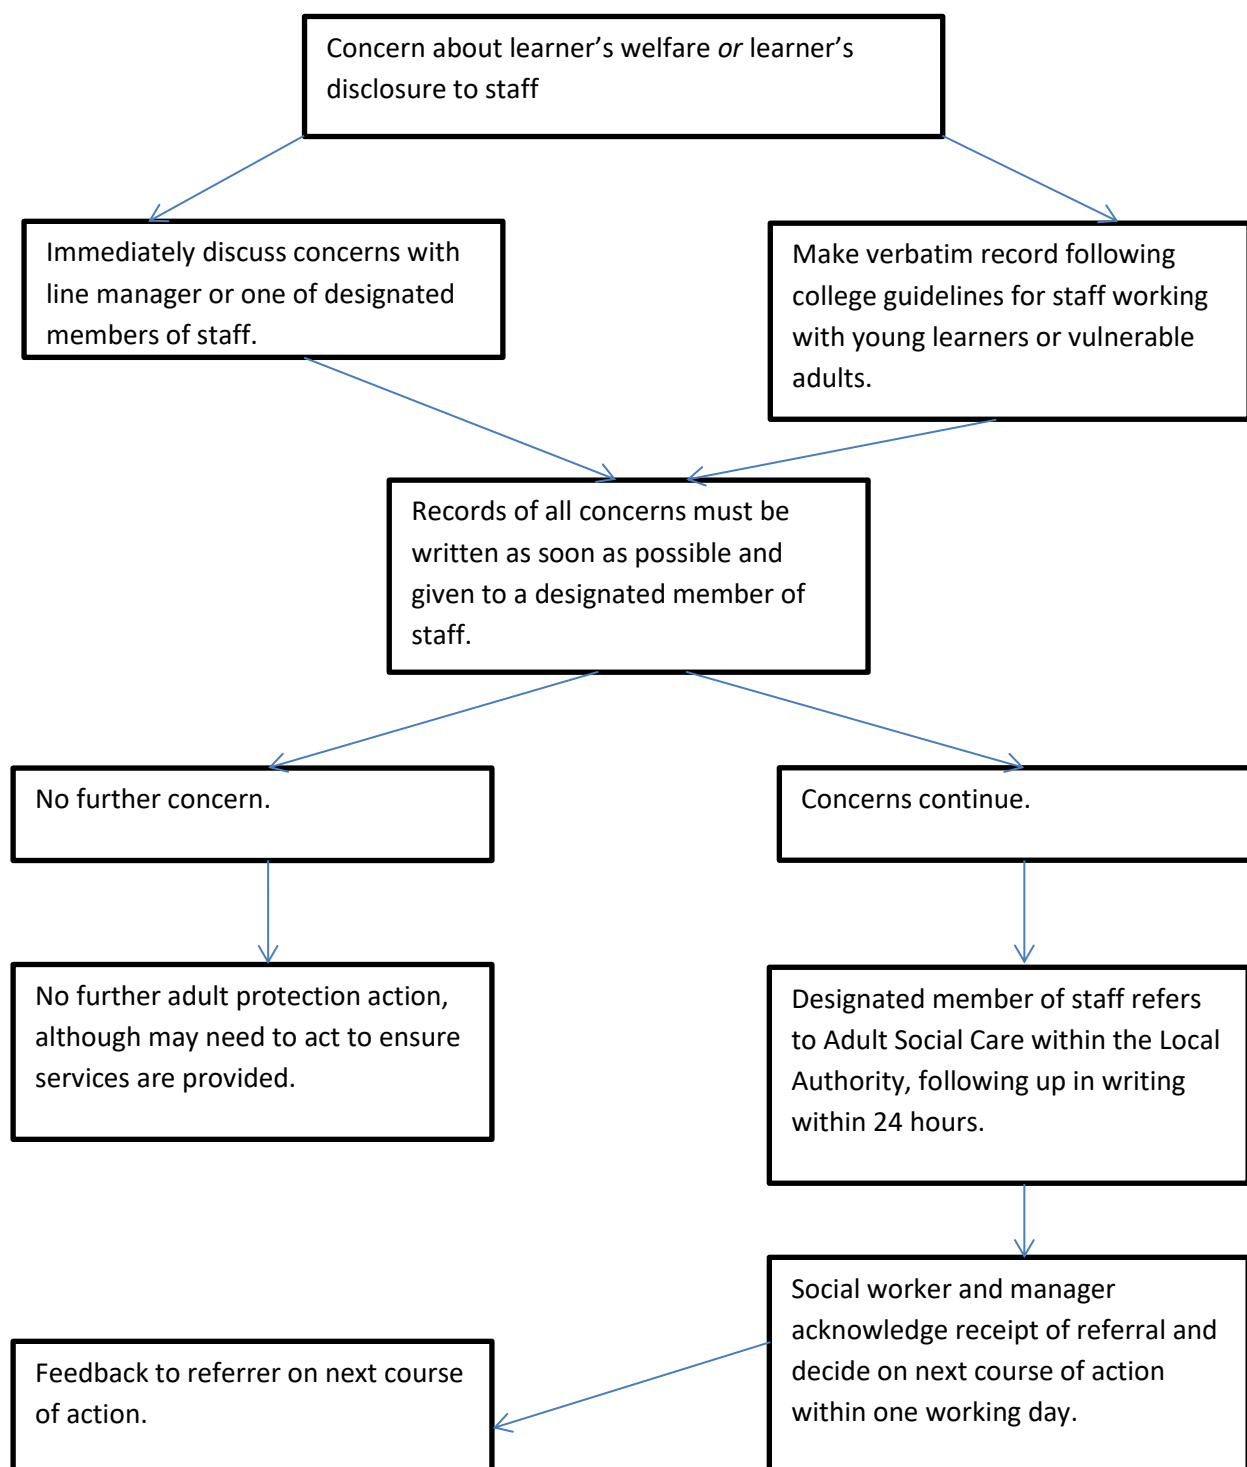 Concern about learner’s welfare or learner’s
disclosure to staff
Immediately discuss concerns with
line manager or one of designated
members of staff.
Make verbatim record following
college guidelines for staff working
with young learners or vulnerable
adults.
Records of all concerns must be
written as soon as possible and
given to a designated member of
staff.
No further concern.
Concerns continue.
No further adult protection action,
although may need to act to ensure
services are provided.
Designated member of staff refers
to Adult Social Care within the Local
Authority, following up in writing
within 24 hours.
Social worker and manager
acknowledge receipt of referral and
decide on next course of action
within one working day.
Feedback to referrer on next course
of action.